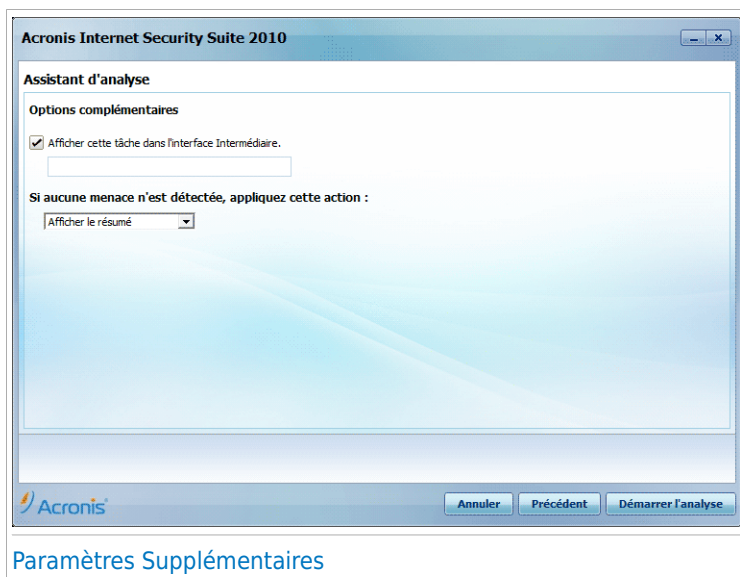 Acronis Internet Security Suite 2010
Assistant d'analyse
Options complémentaires
Afficher cette tâche dans l'interface Intermédiaire.
Si aucune menace n'est détectée, appliquez cette action :
Afficher le résumé
Acronis
Annuler
Précédent
Démarrer l'analyse
Paramètres Supplémentaires